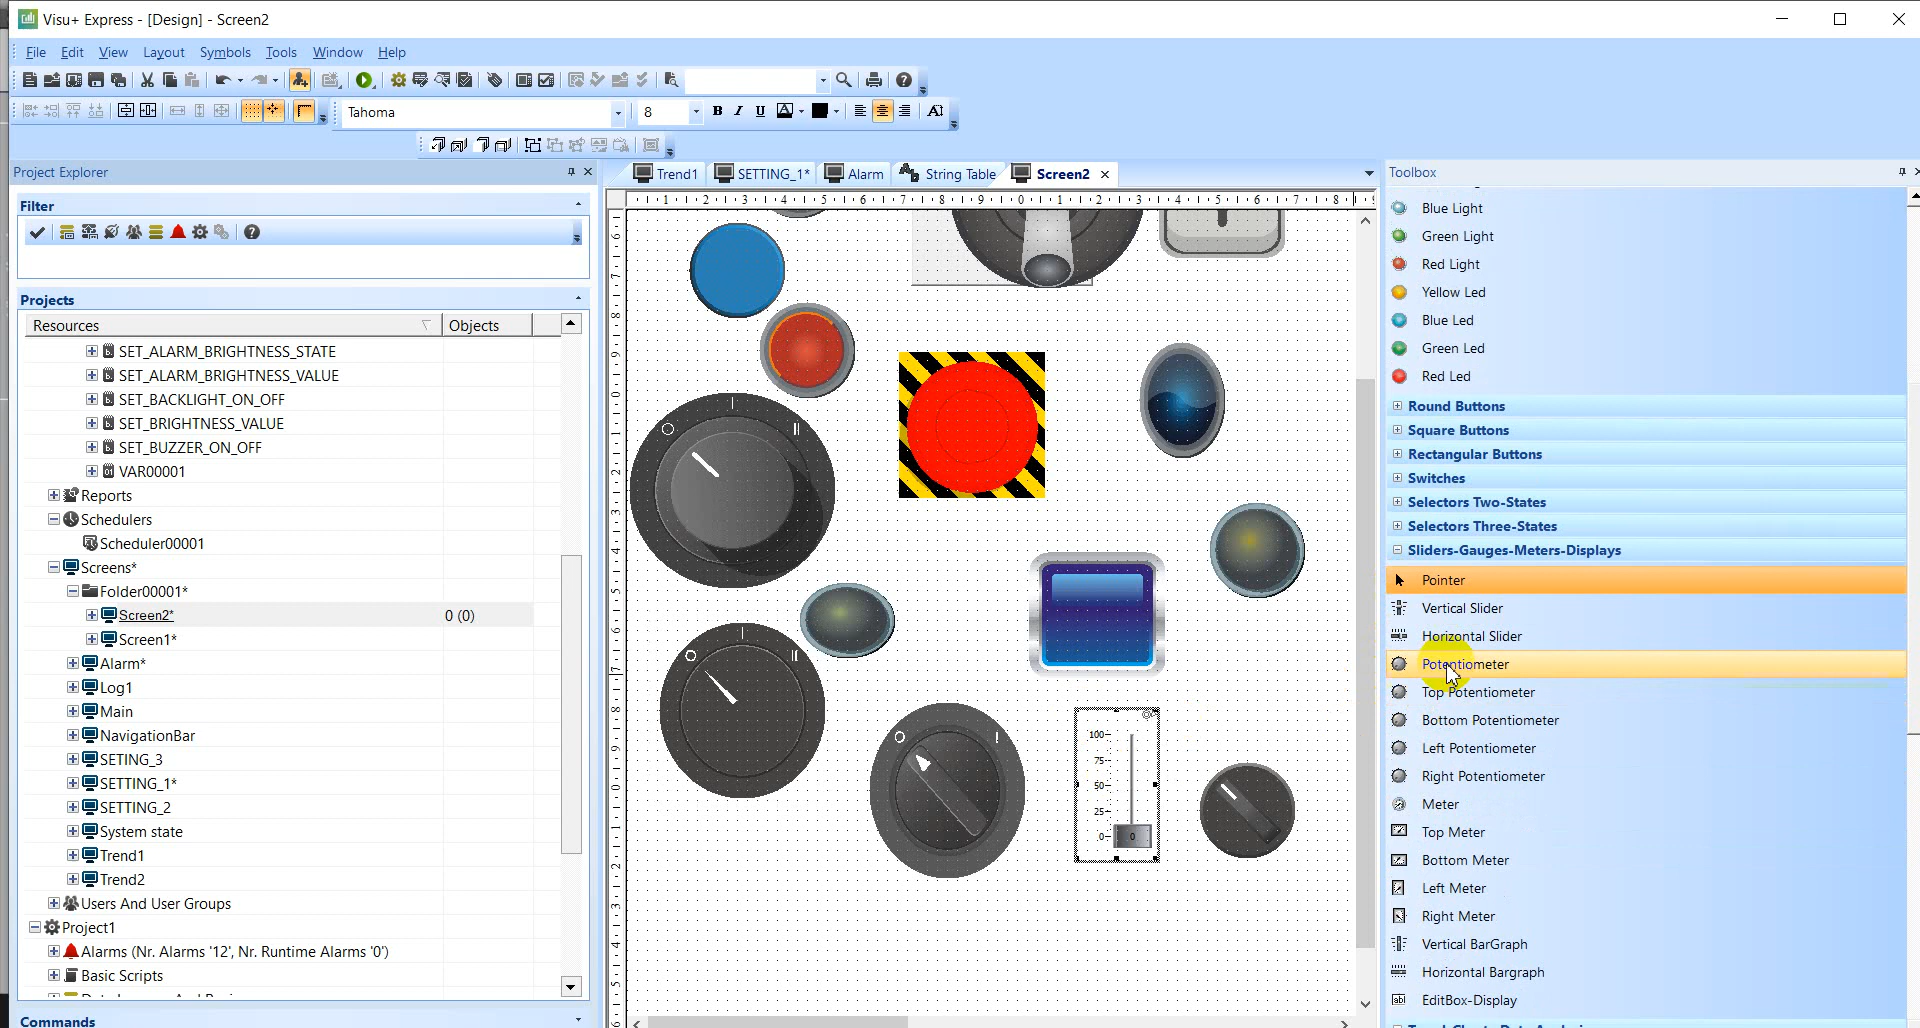 Visu+ Express - [Design] - Screen2
File Edit View Layout Symbols Tools Window Help
Tahoma 8 B I U
Project Explorer
Filter
Projects
Resources Objects
SET_ALARM_BRIGHTNESS_STATE
SET_ALARM_BRIGHTNESS_VALUE
SET_BACKLIGHT_ON_OFF
SET_BRIGHTNESS_VALUE
SET_BUZZER_ON_OFF
VAR00001
Reports
Schedulers
Scheduler00001
Screens*
Folder00001*
Screen2* 0 (0)
Screen1*
Alarm*
Log1
Main
NavigationBar
SETING_3
SETTING_1*
SETTING_2
System state
Trend1
Trend2
Users And User Groups
Project1
Alarms (Nr. Alarms '12', Nr. Runtime Alarms '0')
Basic Scripts
Commands
Trend1 SETTING_1* Alarm String Table Screen2
O I II
O I II
O I
100
75
50
25
0 0
Toolbox
Blue Light
Green Light
Red Light
Yellow Led
Blue Led
Green Led
Red Led
Round Buttons
Square Buttons
Rectangular Buttons
Switches
Selectors Two-States
Selectors Three-States
Sliders-Gauges-Meters-Displays
Pointer
Vertical Slider
Horizontal Slider
Potentiometer
Top Potentiometer
Bottom Potentiometer
Left Potentiometer
Right Potentiometer
Meter
Top Meter
Bottom Meter
Left Meter
Right Meter
Vertical BarGraph
Horizontal Bargraph
EditBox-Display